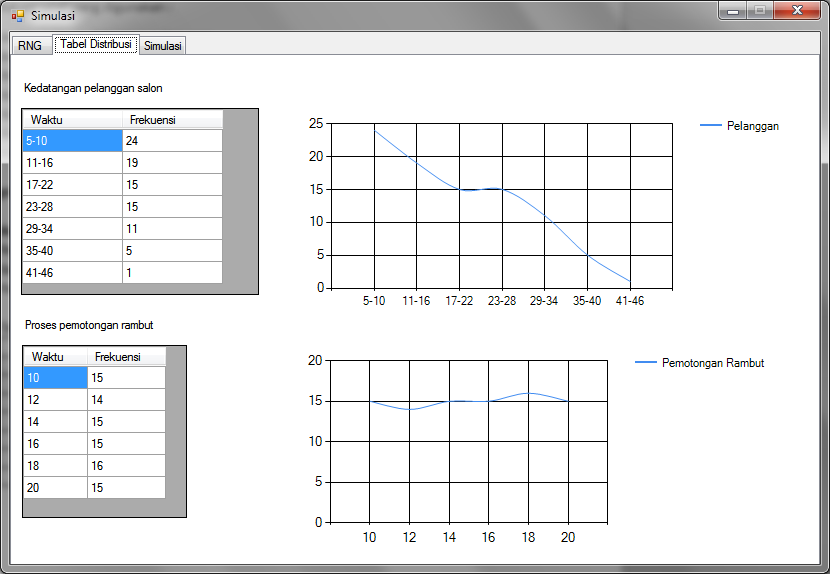 Simulasi
RNG Tabel Distribusi Simulasi
Kedatangan pelanggan salon
Waktu Frekuensi
5-10 24
11-16 19
17-22 15
23-28 15
29-34 11
35-40 5
41-46 1
25
20
15
10
5
0
5-10 11-16 17-22 23-28 29-34 35-40 41-46
Pelanggan
Proses pemotongan rambut
Waktu Frekuensi
10 15
12 14
14 15
16 15
18 16
20 15
20
15
10
5
0
10 12 14 16 18 20
Pemotongan Rambut